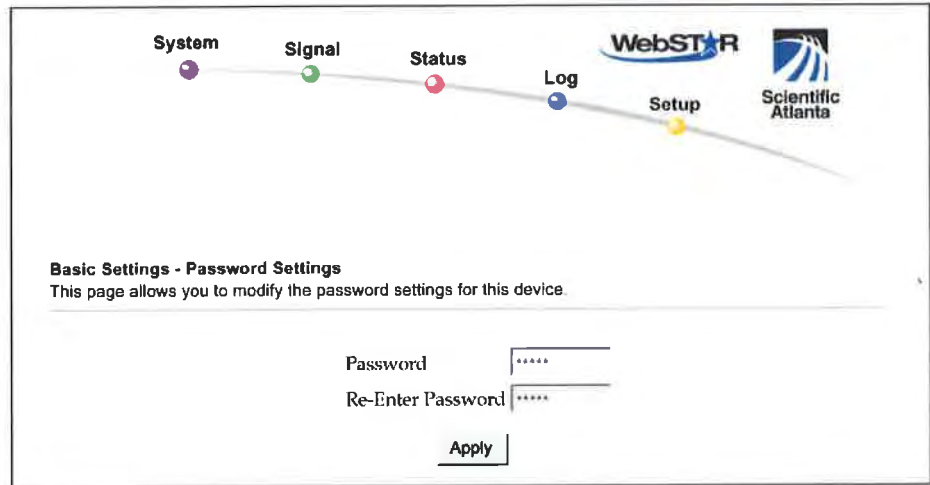 System
Signal
Status
Log
Setup
WebSTAR
Scientific
Atlanta
Basic Settings - Password Settings
This page allows you to modify the password settings for this device.
Password *****
Re-Enter Password *****
Apply